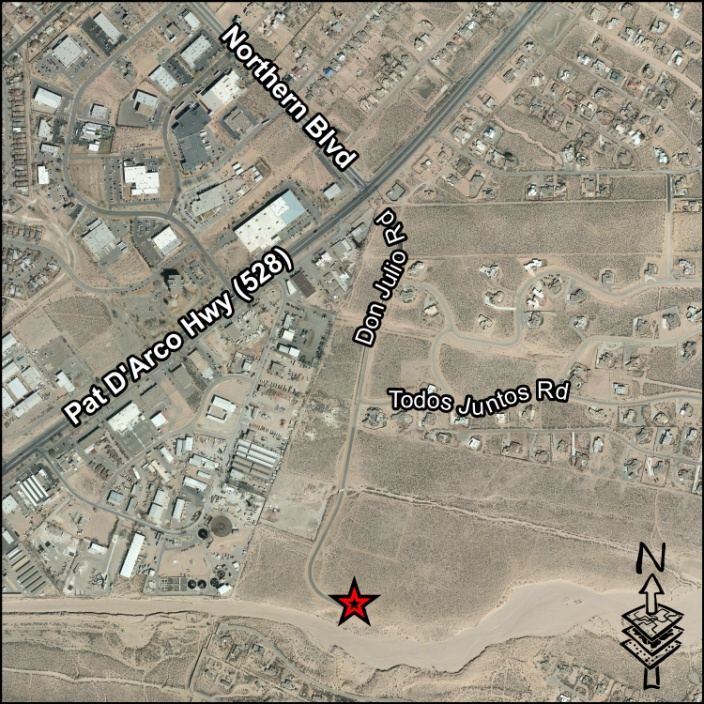 Northern Blvd
Don Julio Rd
Pat D'Arco Hwy (528)
Todos Juntos Rd
N